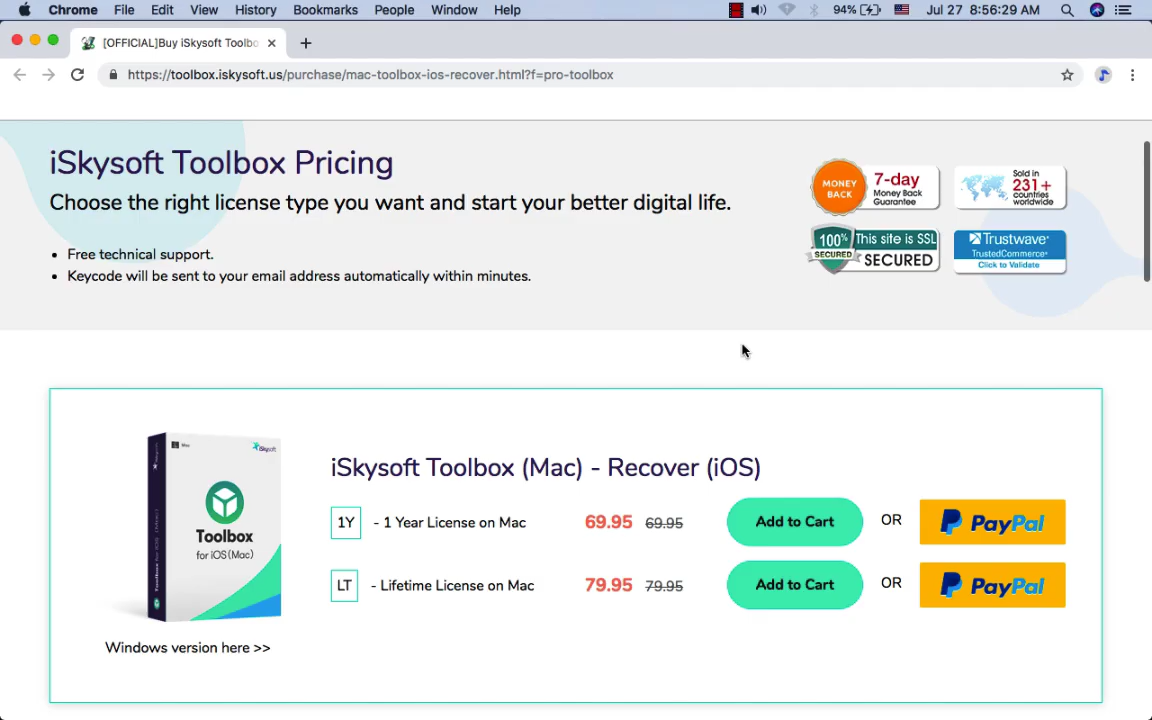 Chrome File Edit View History Bookmarks People Window Help 94% Jul 27 8:56:29 AM
[OFFICIAL]Buy iSkysoft Toolbo
https://toolbox.iskysoft.us/purchase/mac-toolbox-ios-recover.html?f=pro-toolbox
iSkysoft Toolbox Pricing
Choose the right license type you want and start your better digital life.
• Free technical support.
• Keycode will be sent to your email address automatically within minutes.
MONEY
BACK
7-day
Money Back
Guarantee
Sold in
231+
countries
worldwide
100%
SECURED
This site is SSL
SECURED
Trustwave®
TrustedCommerce®
Click to Validate
Mac
iSkysoft
Toolbox
for iOS(Mac)
Windows version here >>
iSkysoft Toolbox (Mac) - Recover (iOS)
1Y - 1 Year License on Mac 69.95 69.95 Add to Cart OR PayPal
LT - Lifetime License on Mac 79.95 79.95 Add to Cart OR PayPal